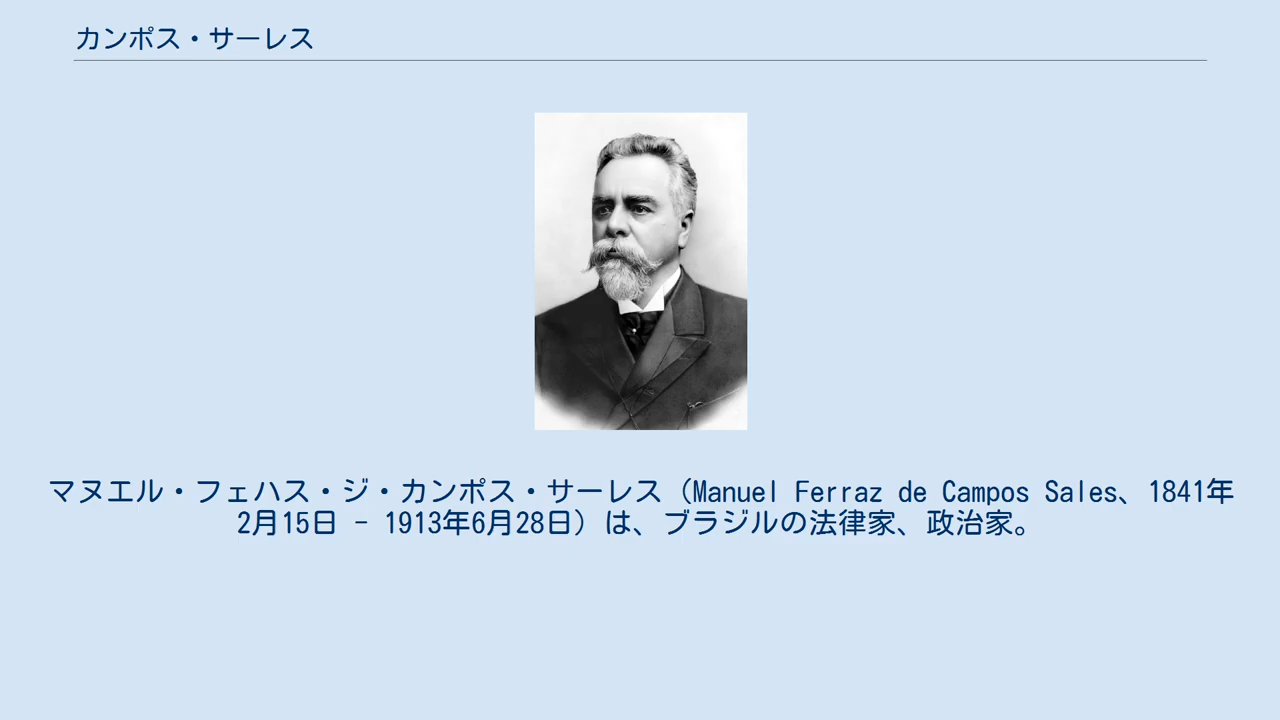 カンポス・サーレス
マヌエル・フェハス・ジ・カンポス・サーレス（Manuel Ferraz de Campos Sales、1841年
2月15日 - 1913年6月28日）は、ブラジルの法律家、政治家。